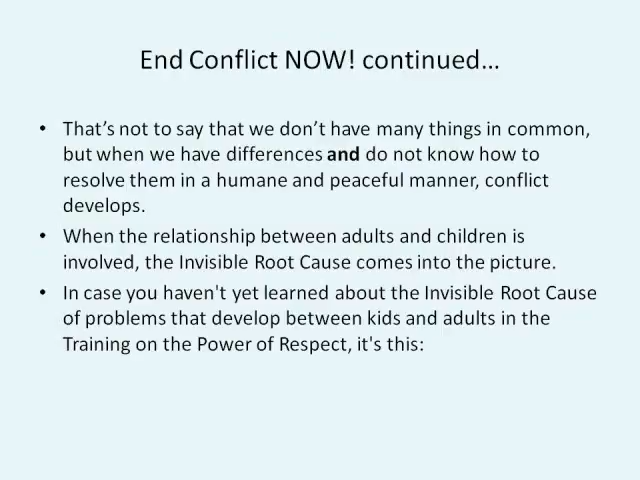 End Conflict NOW! continued…
• That’s not to say that we don’t have many things in common,
but when we have differences and do not know how to
resolve them in a humane and peaceful manner, conflict
develops.
• When the relationship between adults and children is
involved, the Invisible Root Cause comes into the picture.
• In case you haven't yet learned about the Invisible Root Cause
of problems that develop between kids and adults in the
Training on the Power of Respect, it's this: